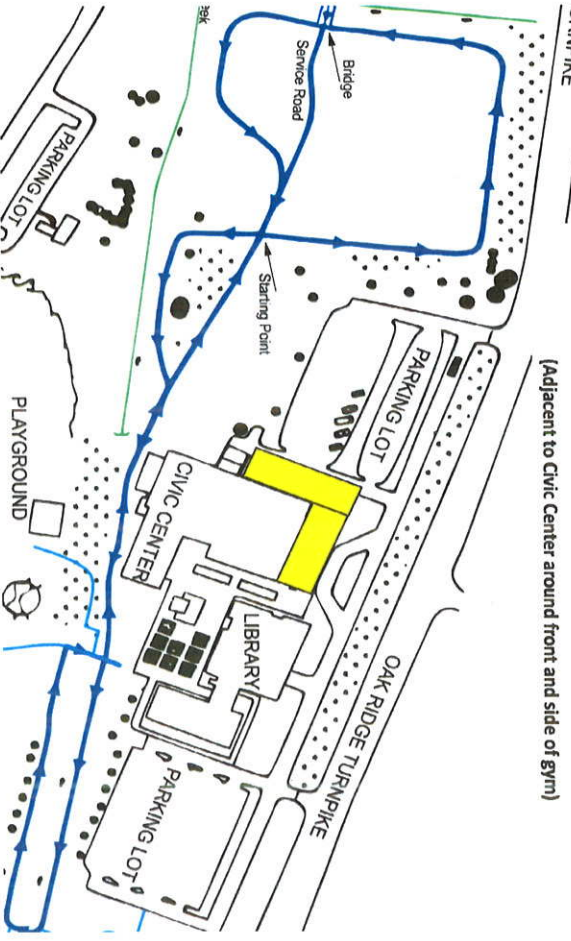 (Adjacent to Civic Center around front and side of gym)
OAK RIDGE TURNPIKE
Bridge
Service Road
Starting Point
PARKING LOT
PARKING LOT
CIVIC CENTER
LIBRARY
PARKING LOT
PLAYGROUND